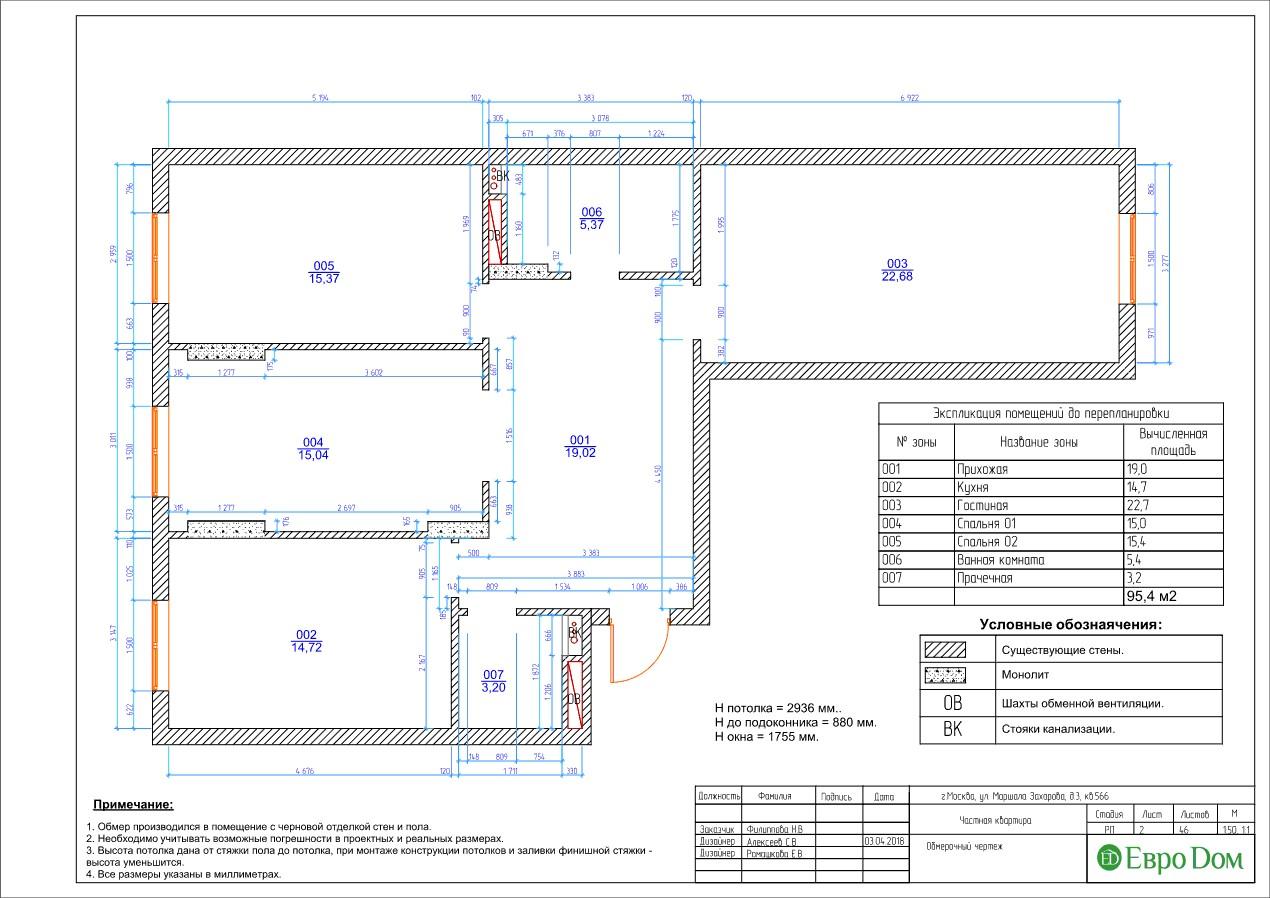 5 194
102
3 383
120
6 922
305
3 078
671
376
807
1 224
796
1 500
663
2 959
ВК
483
1 160
ОВ
1 969
006
5,37
1 775
120
132
1 995
005
15,37
003
22,68
806
1 500
971
3 277
74
900
90
180
900
900
382
100
938
1 500
573
3 011
315
1 277
175
3 602
667
857
004
15,04
1 516
001
19,02
4 450
315
1 277
176
2 697
165
905
663
938
Экспликация помещений до перепланировки
№ зоны Название зоны Вычисленная площадь
001 Прихожая 19,0
002 Кухня 14,7
003 Гостиная 22,7
004 Спальня 01 15,0
005 Спальня 02 15,4
006 Ванная комната 5,4
007 Прачечная 3,2
95,4 м2
110
1 025
1 500
622
3 147
75
905
1 165
185
500
3 383
3 883
148
809
1 534
1 006
386
002
14,72
2 167
007
3,20
1 872
666
1 206
ВК
ОВ
148
809
754
4 676
120
1 711
330
Условные обозначения:
Существующие стены.
Монолит
ОВ Шахты обменной вентиляции.
ВК Стояки канализации.
Н потолка = 2936 мм..
Н до подоконника = 880 мм.
Н окна = 1755 мм.
Примечание:
1. Обмер производился в помещение с черновой отделкой стен и пола.
2. Необходимо учитывать возможные погрешности в проектных и реальных размерах.
3. Высота потолка дана от стяжки пола до потолка, при монтаже конструкции потолков и заливки финишной стяжки -
высота уменьшится.
4. Все размеры указаны в миллиметрах.
Должность Фамилия Подпись Дата
Заказчик Филиппова Н.В
Дизайнер Алексеев С.В. 03.04.2018
Дизайнер Ромашкова Е.В
г.Москва, ул. Маршала Захарова, д.3, кв.566
Частная квартира
Стадия Лист Листов М
РП 2 46 150. 1:1
Обмерочный чертеж
ED ЕвроДом